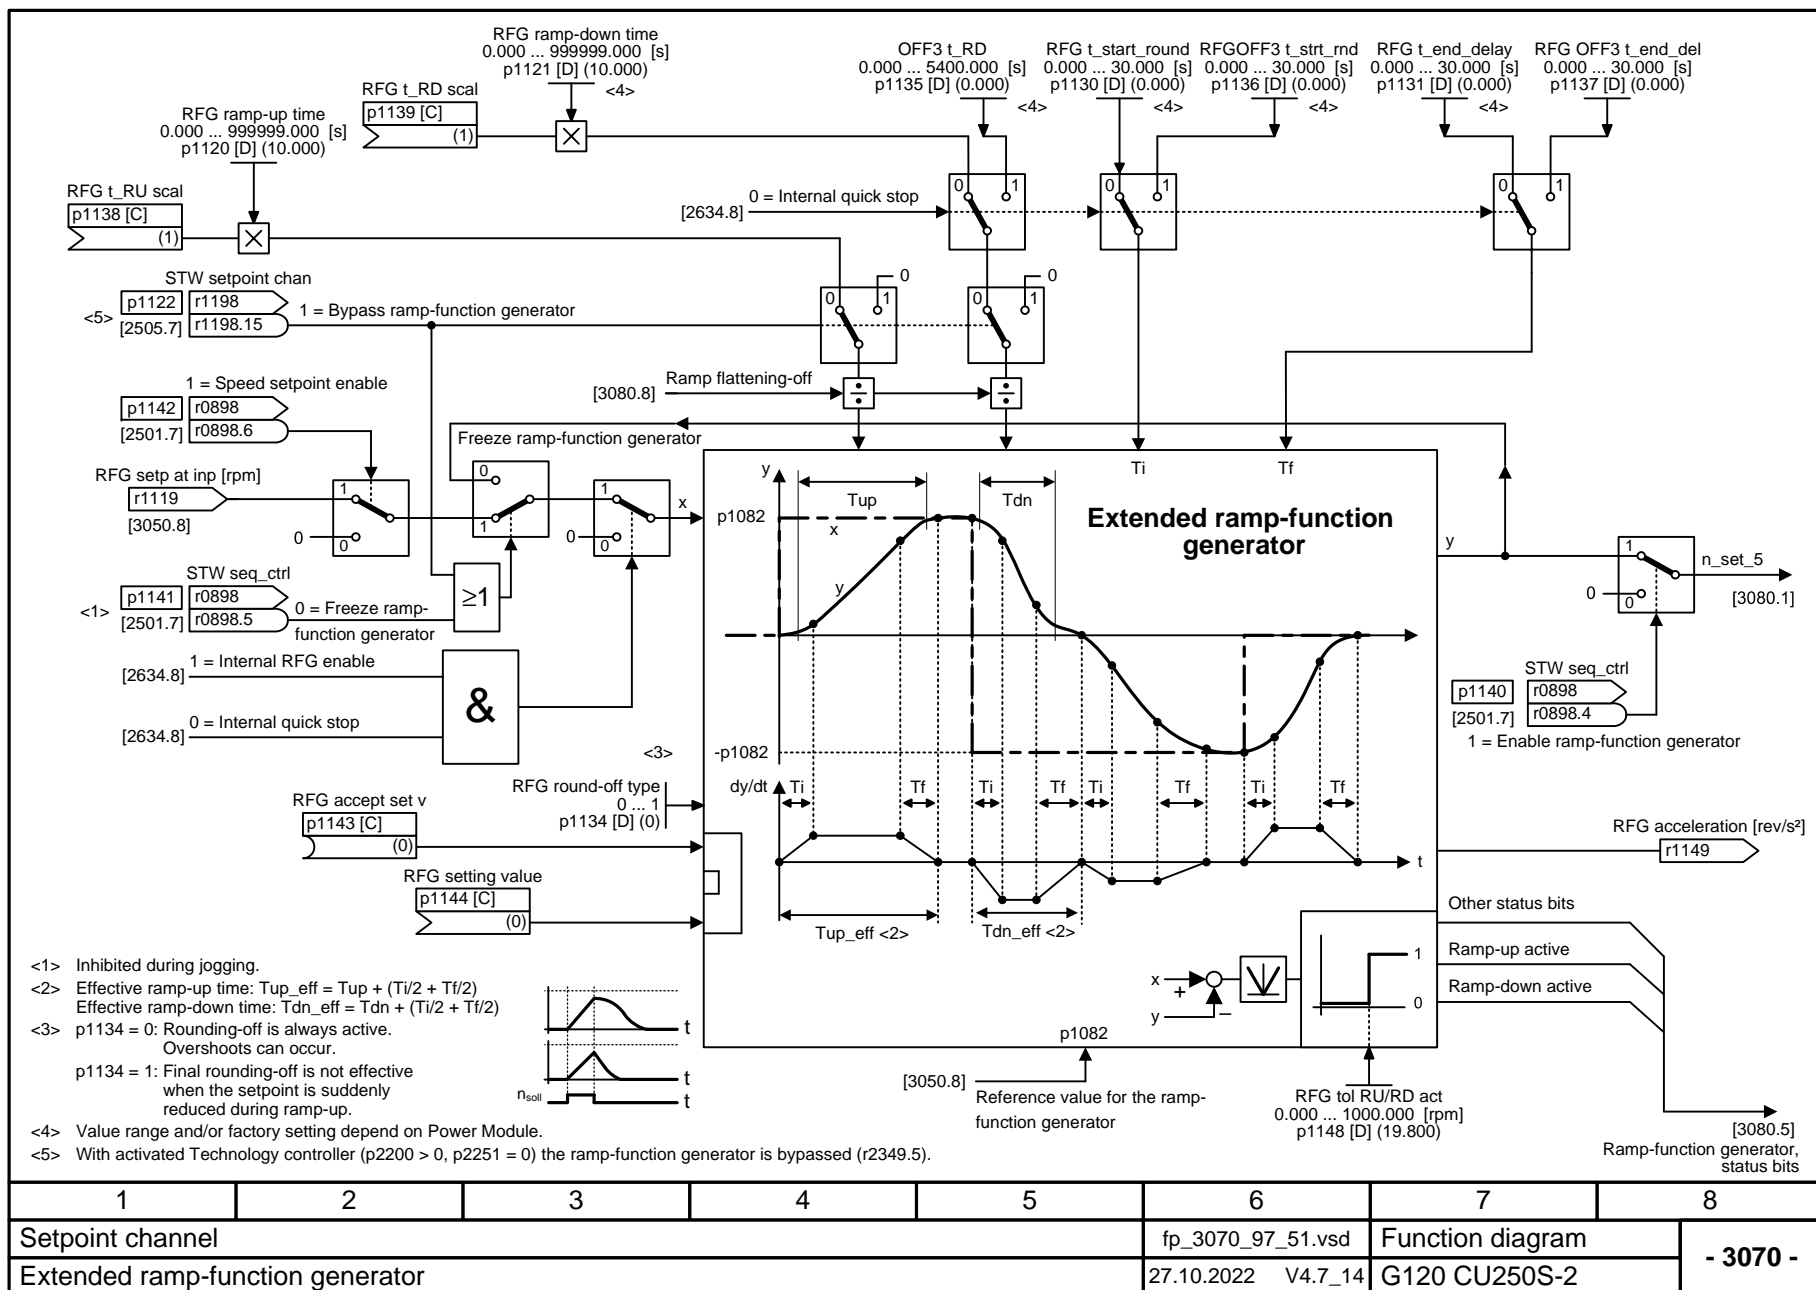 RFG ramp-down time
0.000 ... 999999.000 [s]
p1121 [D] (10.000)
<4>
OFF3 t_RD
0.000 ... 5400.000 [s]
p1135 [D] (0.000)
<4>
RFG t_start_round
0.000 ... 30.000 [s]
p1130 [D] (0.000)
<4>
RFGOFF3 t_strt_rnd
0.000 ... 30.000 [s]
p1136 [D] (0.000)
<4>
RFG t_end_delay
0.000 ... 30.000 [s]
p1131 [D] (0.000)
<4>
RFG OFF3 t_end_del
0.000 ... 30.000 [s]
p1137 [D] (0.000)
RFG t_RD scal
p1139 [C]
(1)
RFG ramp-up time
0.000 ... 999999.000 [s]
p1120 [D] (10.000)
RFG t_RU scal
p1138 [C]
(1)
[2634.8]
0 = Internal quick stop
0 1
0 1
0 1
STW setpoint chan
<5>
p1122
r1198
[2505.7]
r1198.15
1 = Bypass ramp-function generator
0 1
0
0 1
0
[3080.8]
Ramp flattening-off
÷
÷
1 = Speed setpoint enable
p1142
r0898
[2501.7]
r0898.6
Freeze ramp-function generator
RFG setp at inp [rpm]
r1119
[3050.8]
1
0
0
0
1
1
0
0
x
STW seq_ctrl
<1>
p1141
r0898
[2501.7]
r0898.5
0 = Freeze ramp-
function generator
≥1
[2634.8]
1 = Internal RFG enable
[2634.8]
0 = Internal quick stop
&
<3>
RFG round-off type
0 ... 1
p1134 [D] (0)
RFG accept set v
p1143 [C]
(0)
RFG setting value
p1144 [C]
(0)
Ti
Tf
Extended ramp-function
generator
y
Tup
Tdn
p1082
x
y
-p1082
dy/dt
Ti
Tf
Ti
Tf
Ti
Tf
Ti
Tf
t
Tup_eff <2>
Tdn_eff <2>
y
1
0
0
n_set_5
[3080.1]
STW seq_ctrl
p1140
r0898
[2501.7]
r0898.4
1 = Enable ramp-function generator
RFG acceleration [rev/s²]
r1149
Other status bits
Ramp-up active
Ramp-down active
x
+
y
–
1
0
p1082
[3050.8]
Reference value for the ramp-
function generator
RFG tol RU/RD act
0.000 ... 1000.000 [rpm]
p1148 [D] (19.800)
[3080.5]
Ramp-function generator,
status bits
<1> Inhibited during jogging.
<2> Effective ramp-up time: Tup_eff = Tup + (Ti/2 + Tf/2)
Effective ramp-down time: Tdn_eff = Tdn + (Ti/2 + Tf/2)
<3> p1134 = 0: Rounding-off is always active.
Overshoots can occur.
p1134 = 1: Final rounding-off is not effective
when the setpoint is suddenly
reduced during ramp-up.
t
t
nsoll
t
<4> Value range and/or factory setting depend on Power Module.
<5> With activated Technology controller (p2200 > 0, p2251 = 0) the ramp-function generator is bypassed (r2349.5).
1 2 3 4 5 6 7 8
Setpoint channel
fp_3070_97_51.vsd
Function diagram
- 3070 -
Extended ramp-function generator
27.10.2022 V4.7_14
G120 CU250S-2